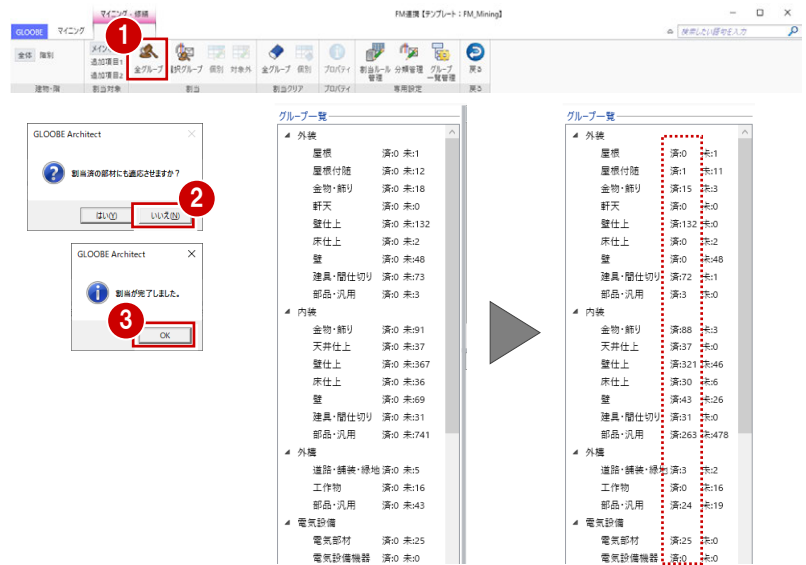 マイニング - 修繕
FM連携【テンプレート：FM_Mining】
GLOOBE マイニング
検索したい語句を入力
1
全体 階別
追加項目1
追加項目2
全グループ 選択グループ 個別 対象外
全グループ 個別
プロパティ
割当ルール管理 分類管理 グループ一覧管理
戻る
建物・階 割当対象 割当 割当クリア プロパティ 専用設定 戻る
GLOOBE Architect
割当済の部材にも適応させますか？
はい(Y) いいえ(N)
2
GLOOBE Architect
割当が完了しました。
OK
3
グループ一覧
外装
屋根 済:0 未:1
屋根付随 済:0 未:12
金物・飾り 済:0 未:18
軒天 済:0 未:0
壁仕上 済:0 未:132
床仕上 済:0 未:2
壁 済:0 未:48
建具・間仕切り 済:0 未:73
部品・汎用 済:0 未:3
内装
金物・飾り 済:0 未:91
天井仕上 済:0 未:37
壁仕上 済:0 未:367
床仕上 済:0 未:36
壁 済:0 未:69
建具・間仕切り 済:0 未:31
部品・汎用 済:0 未:741
外構
道路・舗装・緑地 済:0 未:5
工作物 済:0 未:16
部品・汎用 済:0 未:43
電気設備
電気部材 済:0 未:25
電気設備機器 済:0 未:0
グループ一覧
外装
屋根 済:0 未:1
屋根付随 済:1 未:11
金物・飾り 済:15 未:3
軒天 済:0 未:0
壁仕上 済:132 未:0
床仕上 済:0 未:2
壁 済:0 未:48
建具・間仕切り 済:72 未:1
部品・汎用 済:3 未:0
内装
金物・飾り 済:88 未:3
天井仕上 済:37 未:0
壁仕上 済:321 未:46
床仕上 済:30 未:6
壁 済:43 未:26
建具・間仕切り 済:31 未:0
部品・汎用 済:263 未:478
外構
道路・舗装・緑地 済:3 未:2
工作物 済:0 未:16
部品・汎用 済:24 未:19
電気設備
電気部材 済:25 未:0
電気設備機器 済:0 未:0